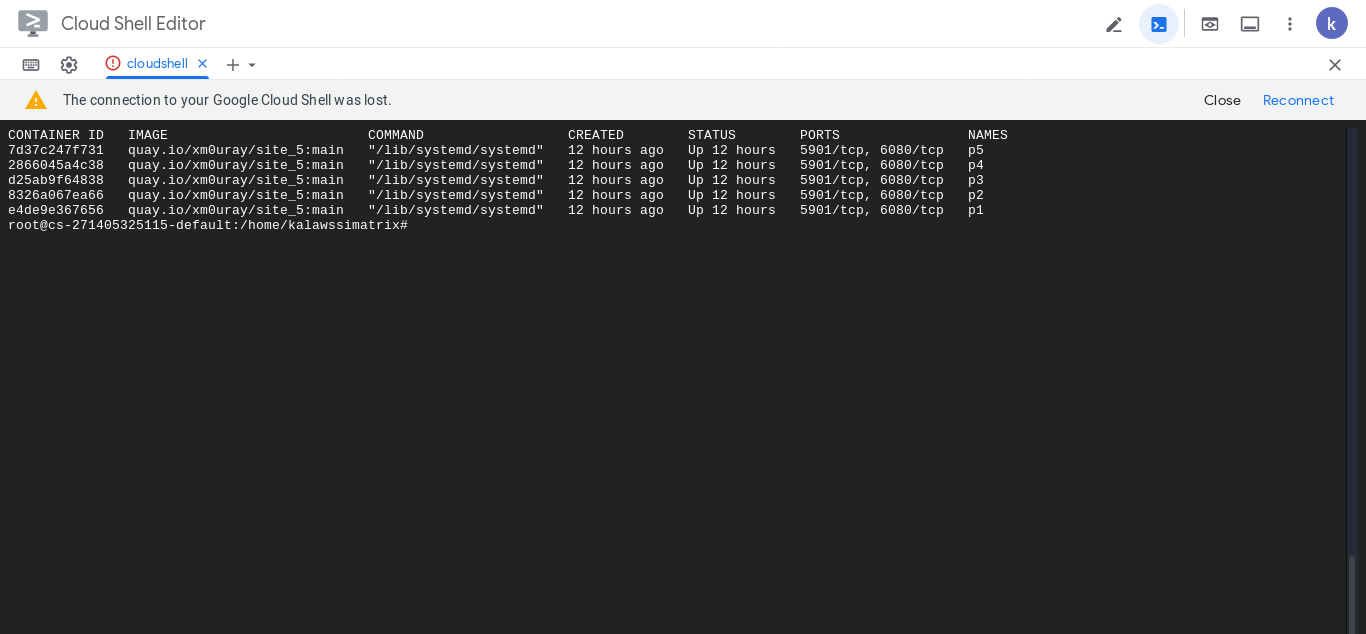 Cloud Shell Editor
k
cloudshell
The connection to your Google Cloud Shell was lost. Close Reconnect
CONTAINER ID IMAGE COMMAND CREATED STATUS PORTS NAMES
7d37c247f731 quay.io/xm0uray/site_5:main "/lib/systemd/systemd" 12 hours ago Up 12 hours 5901/tcp, 6080/tcp p5
2866045a4c38 quay.io/xm0uray/site_5:main "/lib/systemd/systemd" 12 hours ago Up 12 hours 5901/tcp, 6080/tcp p4
d25ab9f64838 quay.io/xm0uray/site_5:main "/lib/systemd/systemd" 12 hours ago Up 12 hours 5901/tcp, 6080/tcp p3
8326a067ea66 quay.io/xm0uray/site_5:main "/lib/systemd/systemd" 12 hours ago Up 12 hours 5901/tcp, 6080/tcp p2
e4de9e367656 quay.io/xm0uray/site_5:main "/lib/systemd/systemd" 12 hours ago Up 12 hours 5901/tcp, 6080/tcp p1
root@cs-271405325115-default:/home/kalawssimatrix#